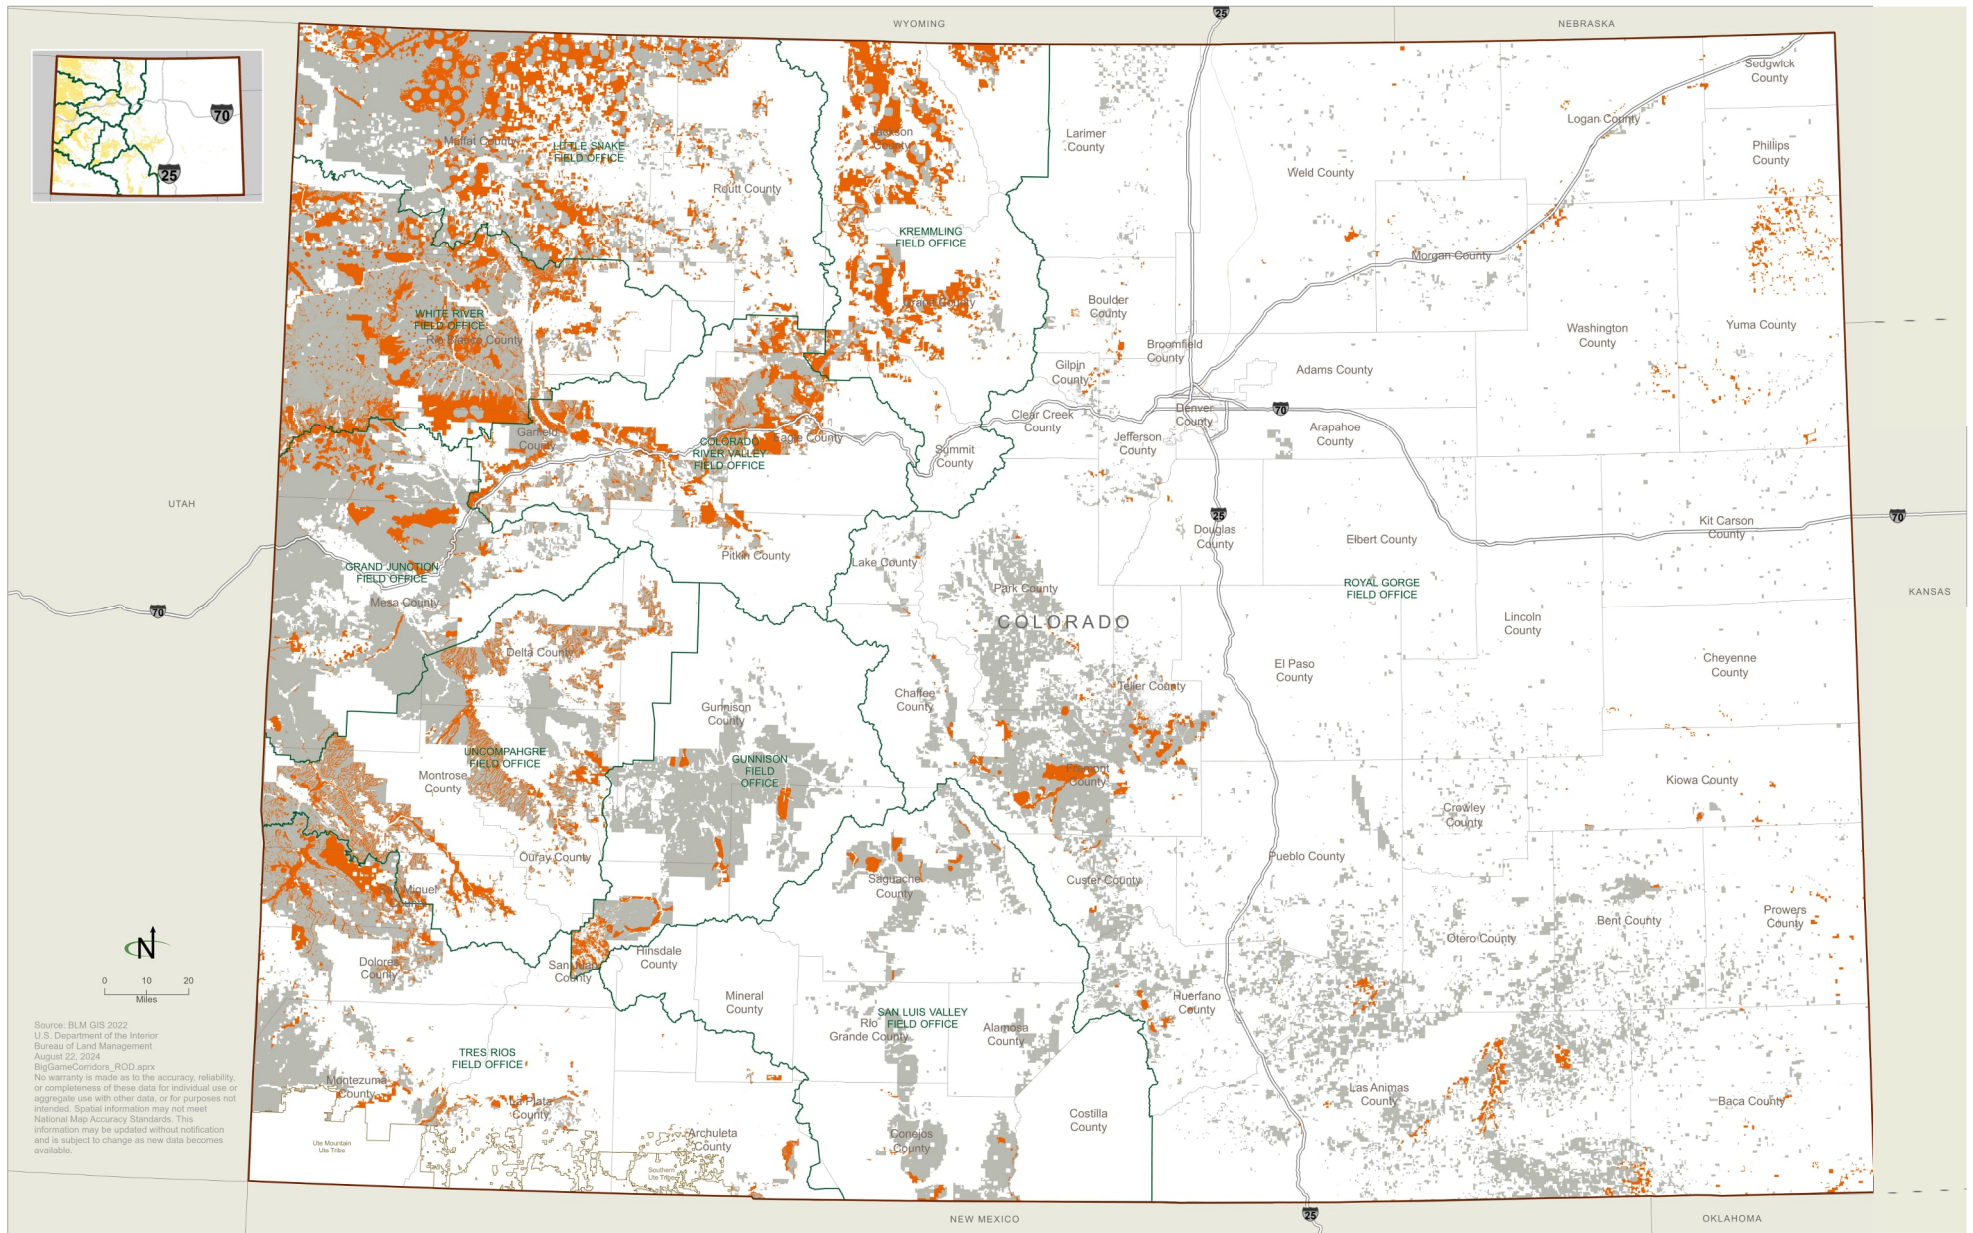 WYOMING
NEBRASKA
25
70
25
Sedgwick
County
Logan County
Phillips
County
Larimer
County
Weld County
Moffat County
LITTLE SNAKE
FIELD OFFICE
Jackson
County
Routt County
KREMMLING
FIELD OFFICE
Morgan County
Boulder
County
Grand County
WHITE RIVER
FIELD OFFICE
Rio Blanco County
Washington
County
Yuma County
Broomfield
County
Gilpin
County
Adams County
Clear Creek
County
Denver
County
70
Arapahoe
County
Jefferson
County
Garfield
County
COLORADO
RIVER VALLEY
FIELD OFFICE
Eagle County
Summit
County
UTAH
25
70
Kit Carson
County
Douglas
County
Elbert County
Pitkin County
Lake County
GRAND JUNCTION
FIELD OFFICE
Mesa County
70
Park County
ROYAL GORGE
FIELD OFFICE
KANSAS
COLORADO
Lincoln
County
Delta County
El Paso
County
Cheyenne
County
Teller County
Chaffee
County
Gunnison
County
UNCOMPAHGRE
FIELD OFFICE
GUNNISON
FIELD
OFFICE
Montrose
County
Fremont
County
Kiowa County
Crowley
County
Ouray County
Pueblo County
San Miguel
County
Saguache
County
Custer County
Bent County
Prowers
County
Otero County
N
Dolores
County
San Juan
County
Hinsdale
County
0 10 20
Miles
Mineral
County
Huerfano
County
SAN LUIS VALLEY
FIELD OFFICE
Rio
Grande County
Alamosa
County
Source: BLM GIS 2022
U.S. Department of the Interior
Bureau of Land Management
August 22, 2024
BigGameCorridors_ROD.aprx
No warranty is made as to the accuracy, reliability,
or completeness of these data for individual use or
aggregate use with other data, or for purposes not
intended. Spatial information may not meet
National Map Accuracy Standards. This
information may be updated without notification
and is subject to change as new data becomes
available.
TRES RIOS
FIELD OFFICE
Montezuma
County
La Plata
County
Las Animas
County
Baca County
Costilla
County
Ute Mountain
Ute Tribe
Archuleta
County
Conejos
County
Southern
Ute Tribe
NEW MEXICO
25
OKLAHOMA